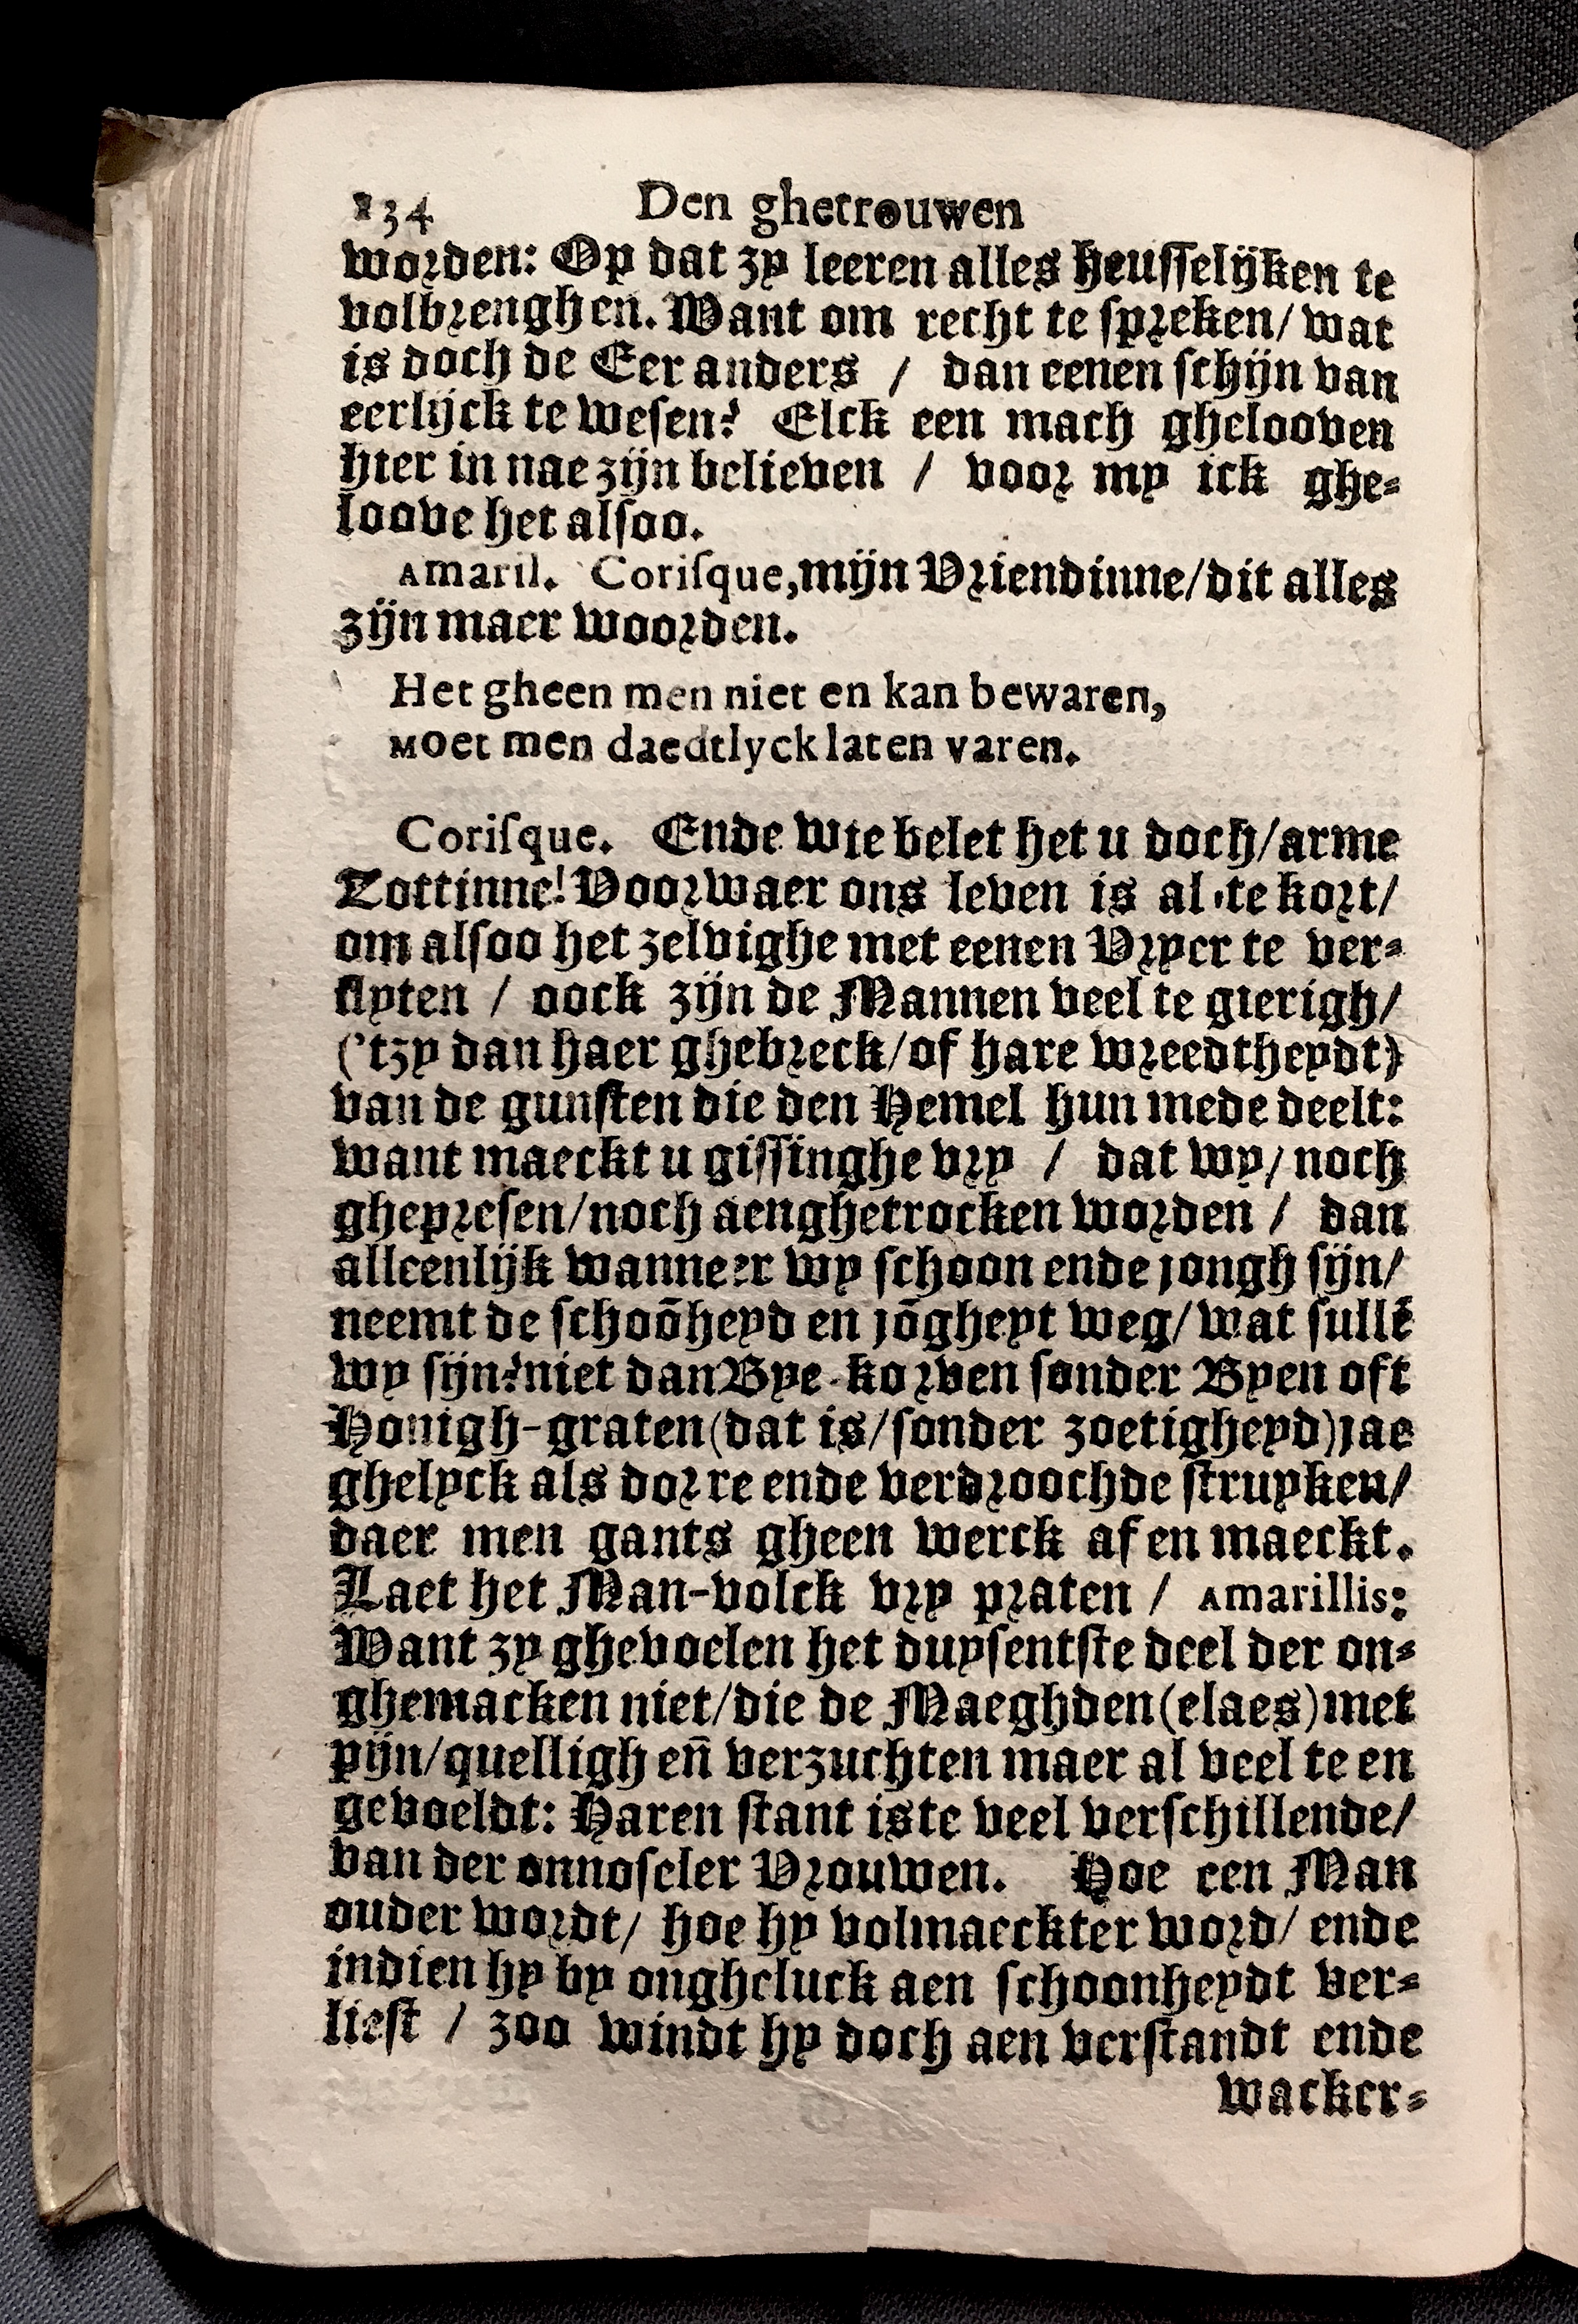 134 Den ghetrouwen
worden: Op dat zy leeren alles heusselijken te
volbrenghen. Want om recht te spreken/ wat
is doch de Eer anders / dan eenen schijn van
eerlijck te wesen? Elck een mach ghelooven
hier in nae zijn believen / voor my ick ghe-
loove het alsoo.
Amaril. Corisque, mijn Vriendinne/dit alles
zijn maer woorden.
Het gheen men niet en kan bewaren,
Moet men daedtlyck laten varen.
Corisque. Ende wie belet het u doch/arme
Zottinne! Voorwaer ons leven is al te kort/
om alsoo het zelvighe met eenen Vryer te ver-
slyten / oock zijn de Mannen veel te gierigh/
('tzy dan haer ghebreck/of hare wreedtheydt)
van de gunsten die den Hemel hun mede deelt:
want maeckt u gissinghe vry / dat wy/ noch
ghepresen/noch aenghetrocken worden / dan
alleenlijk wanneer wy schoon ende jongh sijn/
neemt de schoõheyd en jõgheyt weg/ wat sullẽ
wy sijn? niet dan Bye-korven sonder Byen oft
Honigh-graten (dat is/sonder zoetigheyd) jae
ghelyck als dorre ende verdroochde struyken/
daer men gants gheen werck af en maeckt.
Laet het Man-volck vry praten / Amarillis:
Want zy ghevoelen het duysentste deel der on-
ghemacken niet/die de Maeghden (elaes) met
pijn/quelligh eñ verzuchten maer al veel te en
gevoeldt: Haren stant is te veel verschillende/
van der onnoseler Vrouwen. Hoe een Man
ouder wordt/ hoe hy volmaeckter word/ ende
indien hy by ongheluck aen schoonheydt ver-
liest / zoo windt hy doch aen verstandt ende
wacker-